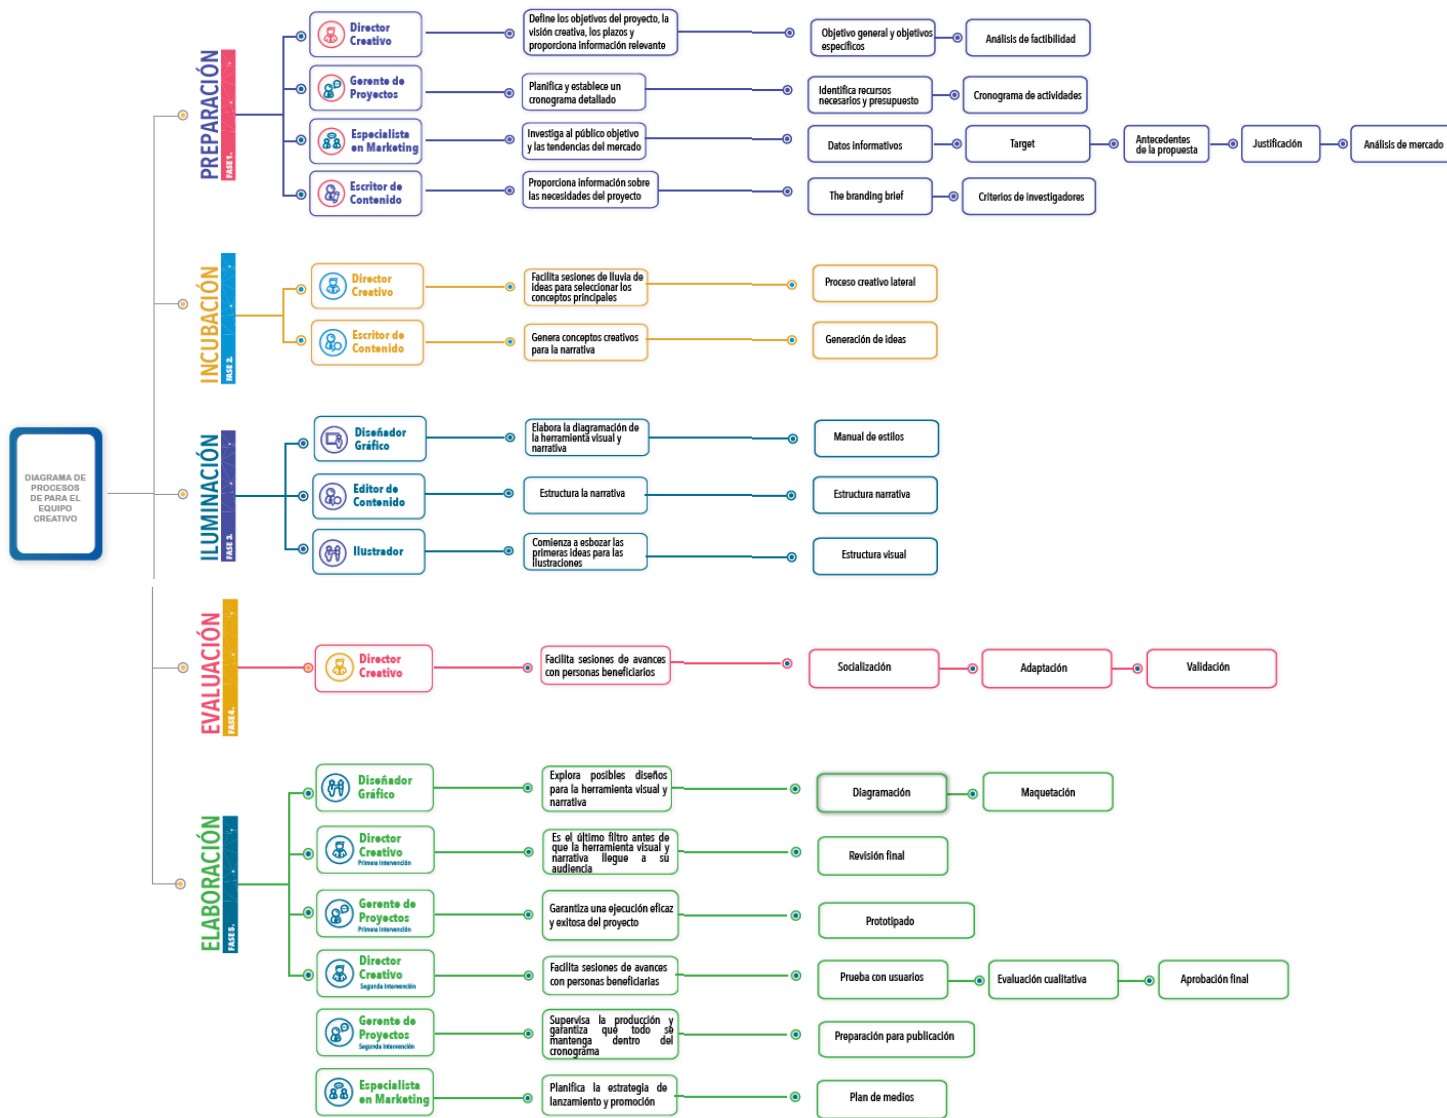 DIAGRAMA DE
PROCESOS
DE PARA EL
EQUIPO
CREATIVO
PREPARACIÓN
FASE1.
Director
Creativo
Define los objetivos del proyecto, la
visión creativa, los plazos y
proporciona información relevante
Objetivo general y objetivos
específicos
Análisis de factibilidad
Gerente de
Proyectos
Planifica y establece un
cronograma detallado
Identifica recursos
necesarios y presupuesto
Cronograma de actividades
Especialista
en Marketing
Investiga al público objetivo
y las tendencias del mercado
Datos informativos
Target
Antecedentes
de la propuesta
Justificación
Análisis de mercado
Escritor de
Contenido
Proporciona información sobre
las necesidades del proyecto
The branding brief
Criterios de investigadores
INCUBACIÓN
FASE 2.
Director
Creativo
Facilita sesiones de lluvia de
ideas para seleccionar los
conceptos principales
Proceso creativo lateral
Escritor de
Contenido
Genera conceptos creativos
para la narrativa
Generación de ideas
ILUMINACIÓN
FASE 3.
Diseñador
Gráfico
Elabora la diagramación de
la herramienta visual y
narrativa
Manual de estilos
Editor de
Contenido
Estructura la narrativa
Estructura narrativa
Ilustrador
Comienza a esbozar las
primeras ideas para las
ilustraciones
Estructura visual
EVALUACIÓN
FASE4.
Director
Creativo
Facilita sesiones de avances
con personas beneficiarios
Socialización
Adaptación
Validación
ELABORACIÓN
FASE5.
Diseñador
Gráfico
Explora posibles diseños
para la herramienta visual y
narrativa
Diagramación
Maquetación
Director
Creativo
Primera intervención
Es el último filtro antes de
que la herramienta visual y
narrativa llegue a su
audiencia
Revisión final
Gerente de
Proyectos
Primera intervención
Garantiza una ejecución eficaz
y exitosa del proyecto
Prototipado
Director
Creativo
Segunda intervención
Facilita sesiones de avances
con personas beneficiarias
Prueba con usuarios
Evaluación cualitativa
Aprobación final
Gerente de
Proyectos
Segunda intervención
Supervisa la producción y
garantiza que todo se
mantenga dentro del
cronograma
Preparación para publicación
Especialista
en Marketing
Planifica la estrategia de
lanzamiento y promoción
Plan de medios